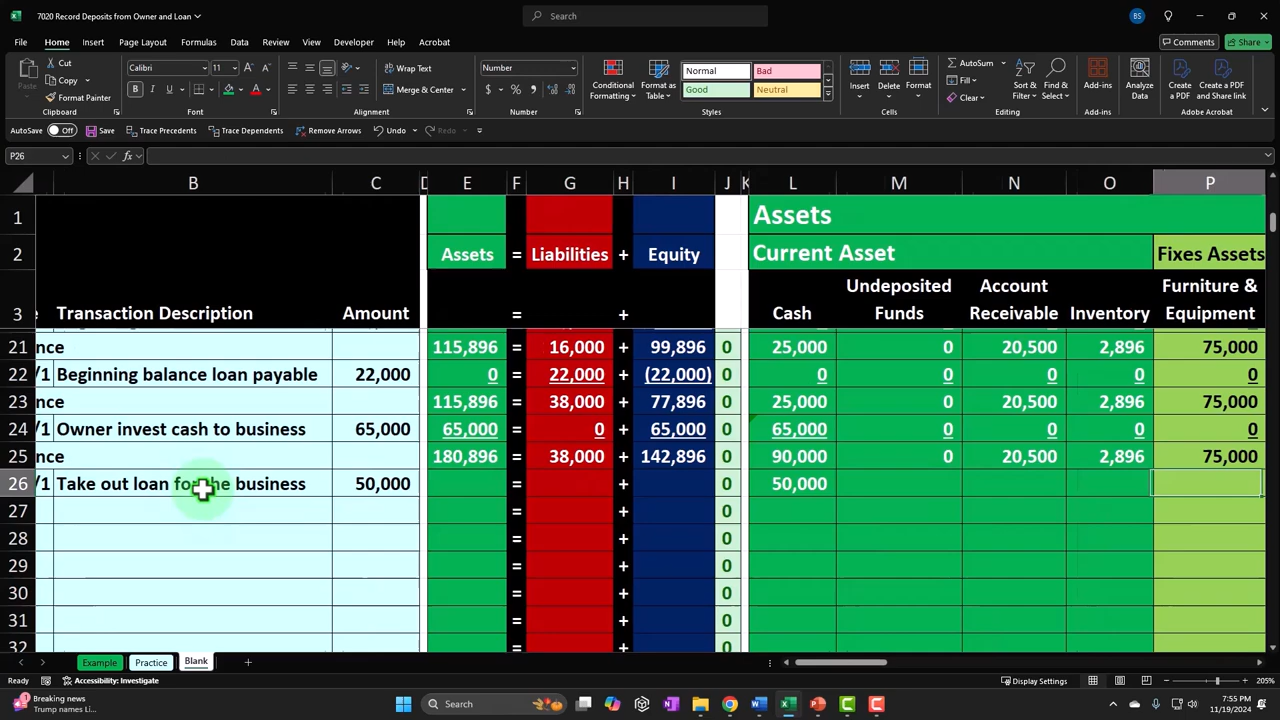 7020 Record Deposits from Owner and Loan
Search
BS
File Home Insert Draw Page Layout Formulas Data Review View Developer Help Acrobat
Comments Share
Paste
Cut
Copy
Format Painter
Clipboard
Calibri 11
B I U
Font
Wrap Text
Merge & Center
Alignment
Number
$ % ,
Number
Conditional Formatting
Format as Table
Normal Bad
Good Neutral
Styles
Insert Delete Format
Cells
AutoSum
Fill
Clear
Sort & Filter
Find & Select
Editing
Add-ins
Add-ins
Analyze Data
Create a PDF
Create a PDF and Share link
Adobe Acrobat
AutoSave Off Save Trace Precedents Trace Dependents Remove Arrows Undo Redo
P26 fx
B C D E F G H I J K L M N O P
1 Assets
2 Assets = Liabilities + Equity Current Asset Fixes Assets
3 Transaction Description Amount = + Cash Undeposited Funds Account Receivable Inventory Furniture & Equipment
21 nce 115,896 = 16,000 + 99,896 0 25,000 0 20,500 2,896 75,000
22 /1 Beginning balance loan payable 22,000 0 = 22,000 + (22,000) 0 0 0 0 0 0
23 nce 115,896 = 38,000 + 77,896 0 25,000 0 20,500 2,896 75,000
24 /1 Owner invest cash to business 65,000 65,000 = 0 + 65,000 0 65,000 0 0 0 0
25 nce 180,896 = 38,000 + 142,896 0 90,000 0 20,500 2,896 75,000
26 /1 Take out loan for the business 50,000 = + 0 50,000
27 = + 0
28 = + 0
29 = + 0
30 = + 0
31 = + 0
32 = + 0
Example Practice Blank +
Ready Accessibility: Investigate Display Settings 205%
Breaking news
Trump names Li...
Search
7:55 PM
11/19/2024